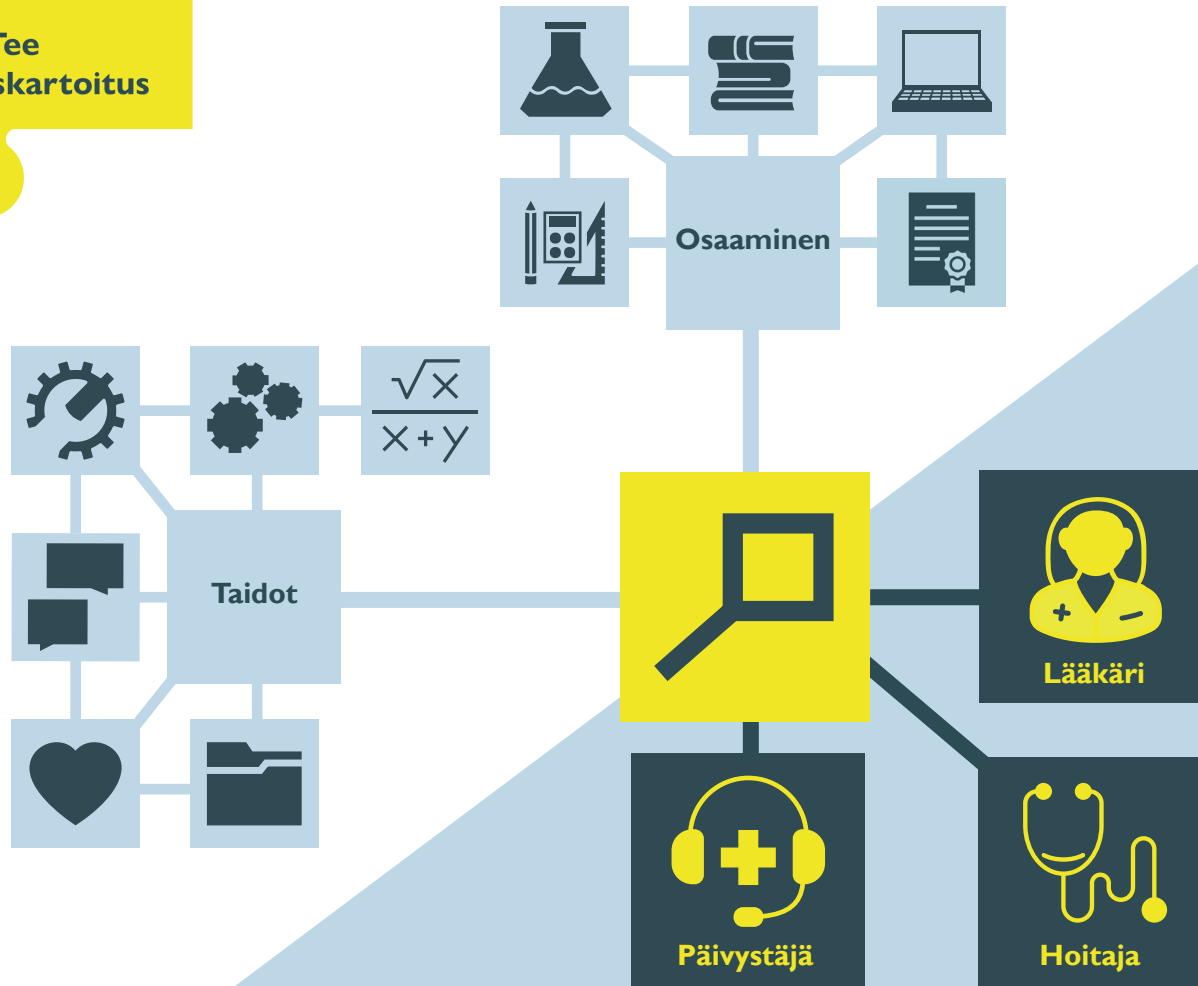 Tee
skartoitus
Osaaminen
√x
x + y
Taidot
Lääkäri
Päivystäjä
Hoitaja